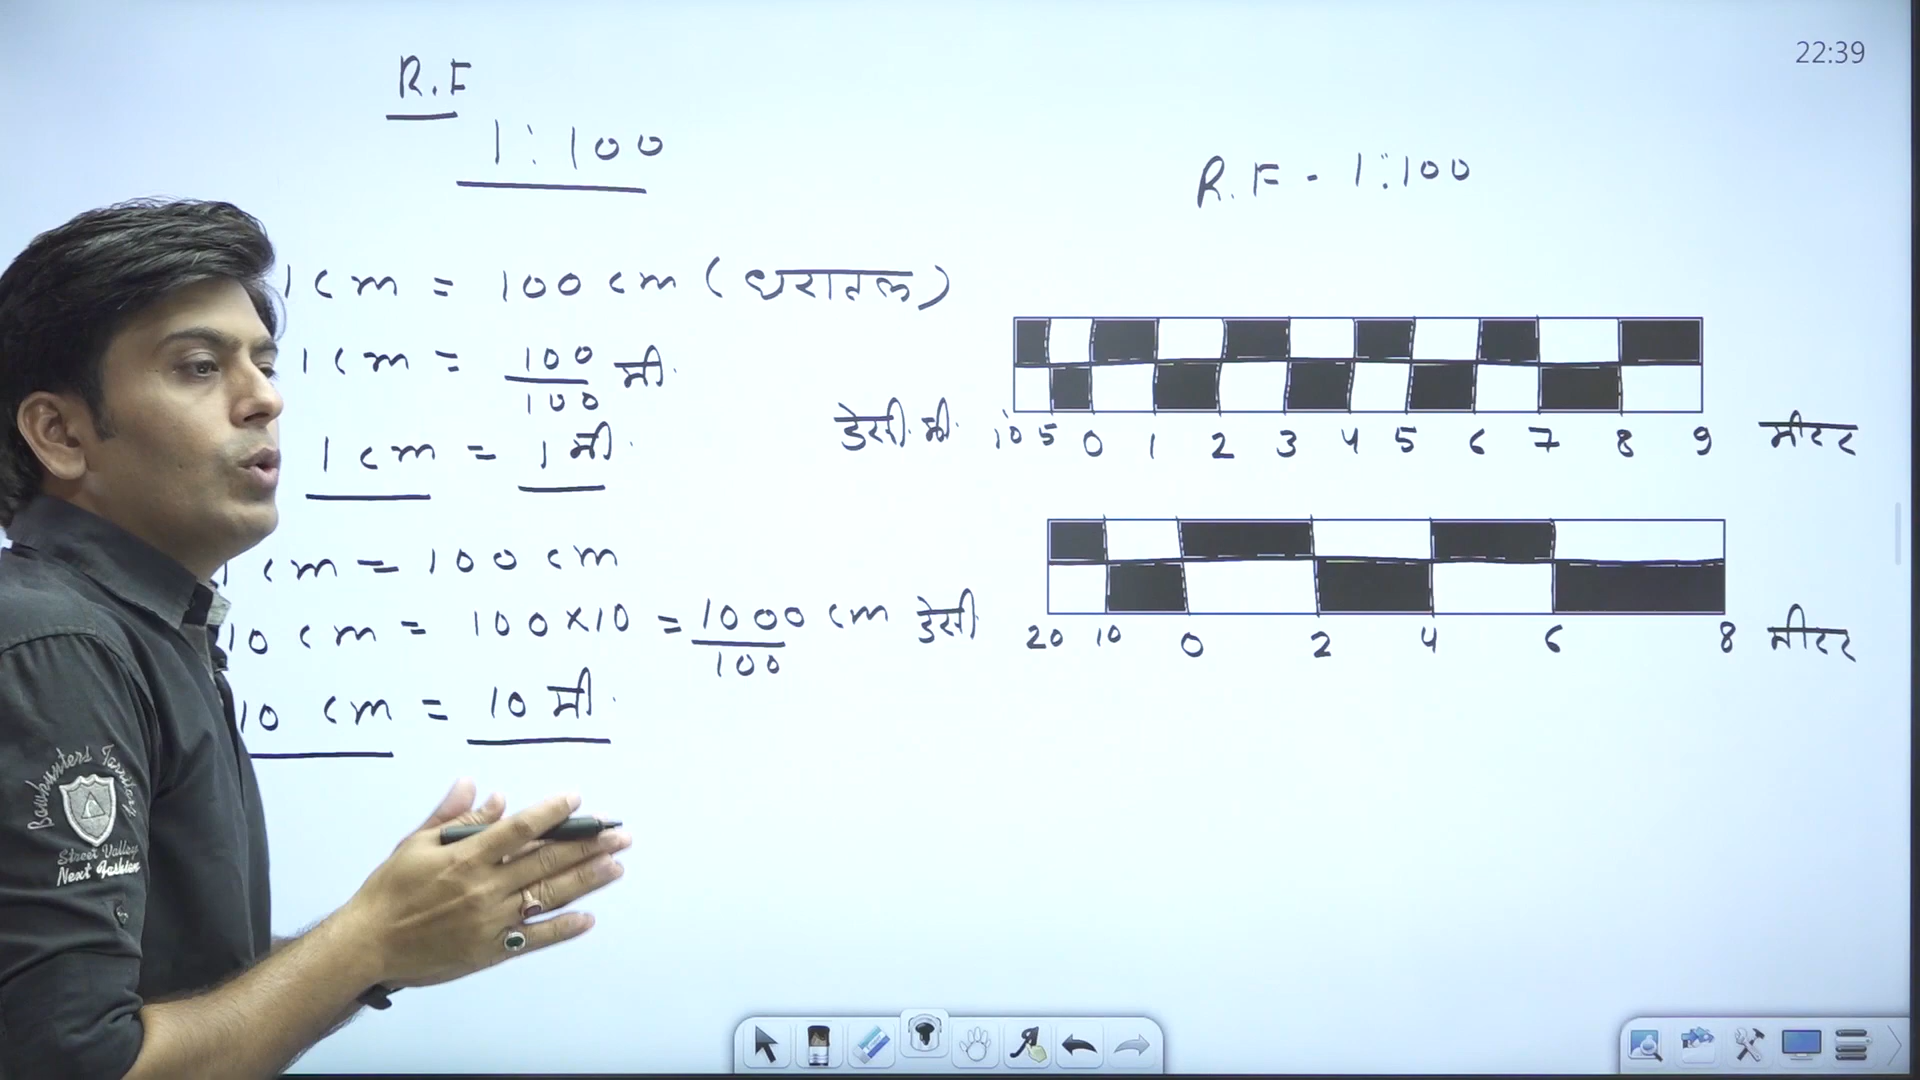 22:39
R.F
1:100
1 cm = 100 cm (धरातल)
1 cm = 100/100 मी.
1 cm = 1 मी.
1 cm = 100 cm
10 cm = 100×10 = 1000/100 cm
10 cm = 10 मी.
R.F - 1:100
डेसी. मी. 10 5 0 1 2 3 4 5 6 7 8 9 मीटर
डेसी 20 10 0 2 4 6 8 मीटर
Bowhunters Territory
Street Valley
Next Fashion